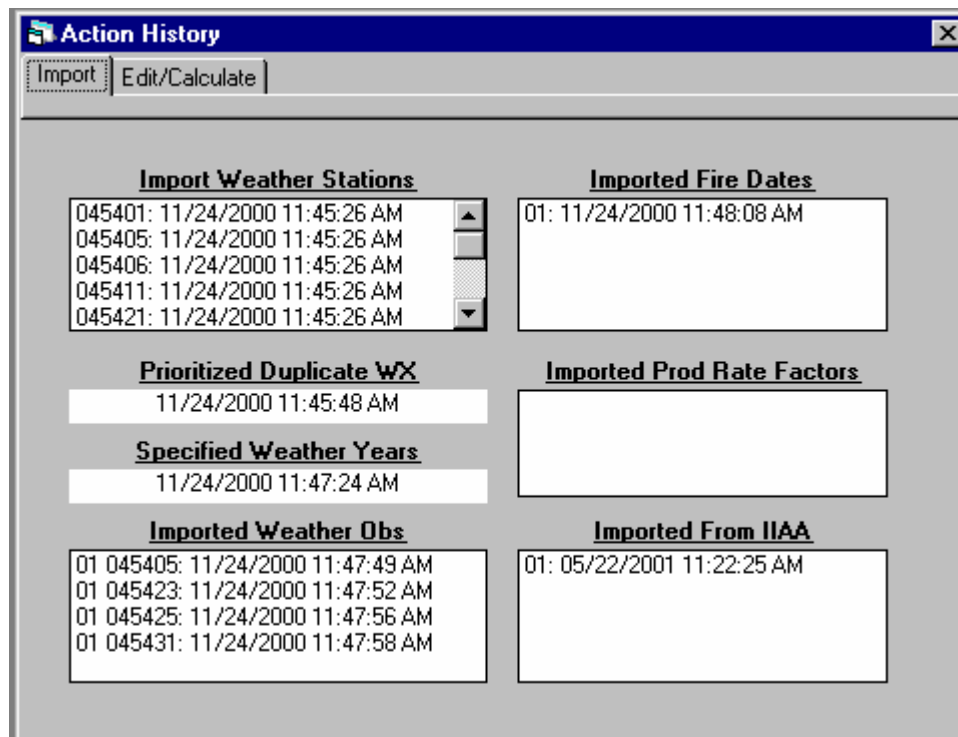 Action History
Import
Edit/Calculate
Import Weather Stations
045401: 11/24/2000 11:45:26 AM
045405: 11/24/2000 11:45:26 AM
045406: 11/24/2000 11:45:26 AM
045411: 11/24/2000 11:45:26 AM
045421: 11/24/2000 11:45:26 AM
Prioritized Duplicate WX
11/24/2000 11:45:48 AM
Specified Weather Years
11/24/2000 11:47:24 AM
Imported Weather Obs
01 045405: 11/24/2000 11:47:49 AM
01 045423: 11/24/2000 11:47:52 AM
01 045425: 11/24/2000 11:47:56 AM
01 045431: 11/24/2000 11:47:58 AM
Imported Fire Dates
01: 11/24/2000 11:48:08 AM
Imported Prod Rate Factors
Imported From IIAA
01: 05/22/2001 11:22:25 AM